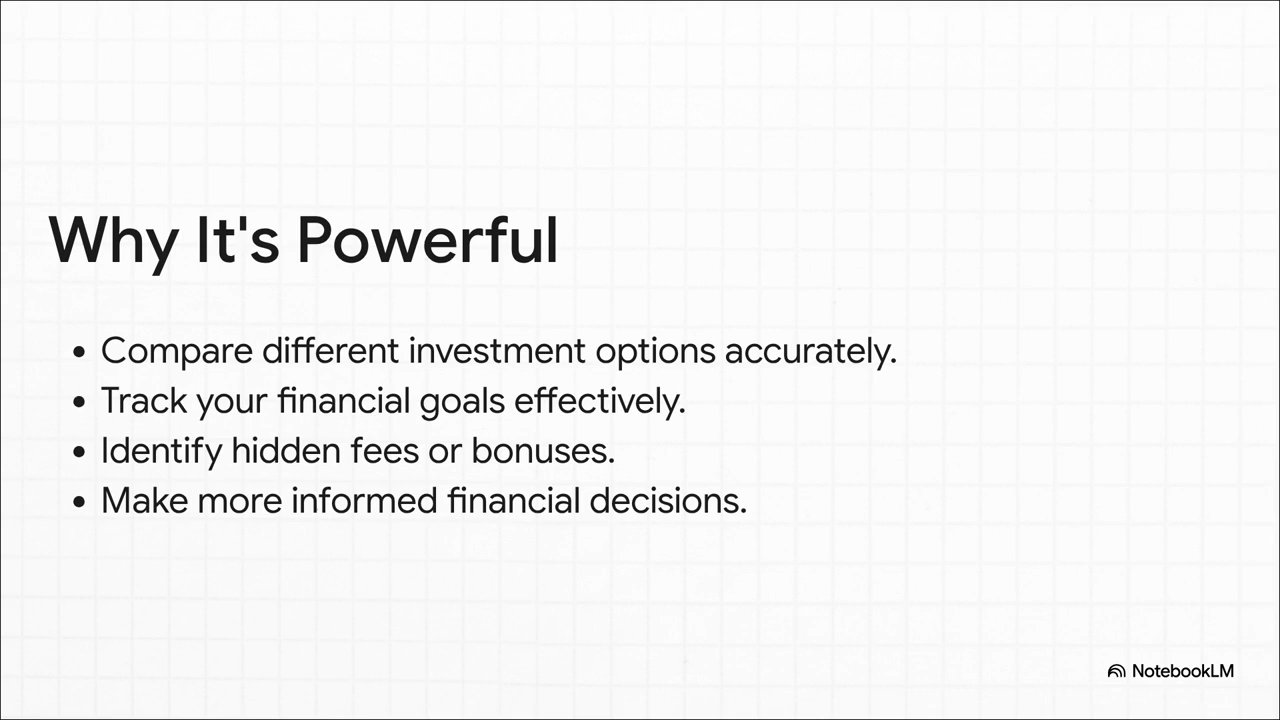 Why It's Powerful
• Compare different investment options accurately.
• Track your financial goals effectively.
• Identify hidden fees or bonuses.
• Make more informed financial decisions.
NotebookLM